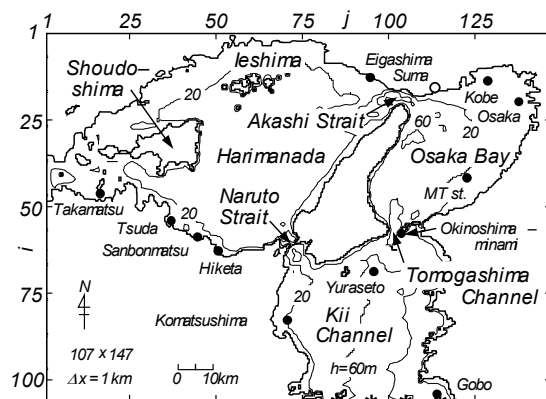 1 25 50 75 j 100 125
1
Ieshima
Eigashima
Suma
Shoudo–
shima
20
Kobe
Osaka
Akashi Strait
60
20
25
Harimanada
Osaka Bay
MT st.
Naruto
Strait
Takamatsu
20
50
Tsuda
Sanbonmatsu
Okinoshima –
minami
i
Hiketa
Tomogashima
Channel
Yuraseto
75
N
20
Kii
Channel
Komatsushima
107 x 147
Δx = 1 km
0 10km
h=60m
100
Gobo